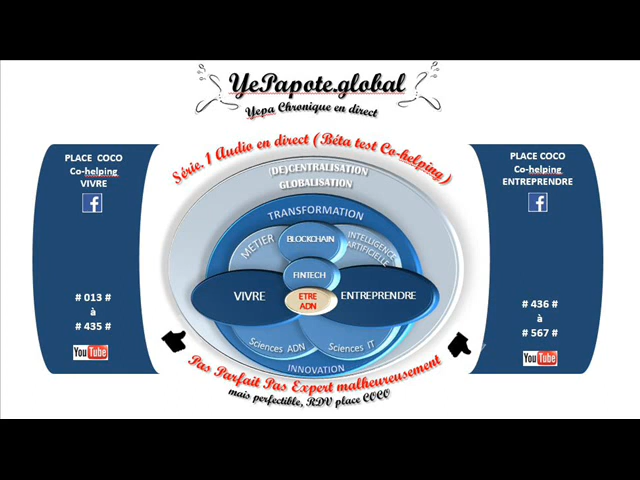 YePapote.global
Yepa Chronique en direct
Série, 1 Audio en direct (Béta test Co-helping)
PLACE COCO
Co-helping
VIVRE
f
# 013 #
à
# 435 #
YouTube
(DE)CENTRALISATION
GLOBALISATION
TRANSFORMATION
METIER
BLOCKCHAIN
INTELLIGENCE
ARTIFICIELLE
FINTECH
VIVRE
ETRE
ADN
ENTREPRENDRE
Sciences ADN
Sciences IT
INNOVATION
Pas Parfait Pas Expert malheureusement
mais perfectible, RDV place COCO
PLACE COCO
Co-helping
ENTREPRENDRE
f
# 436 #
à
# 567 #
YouTube